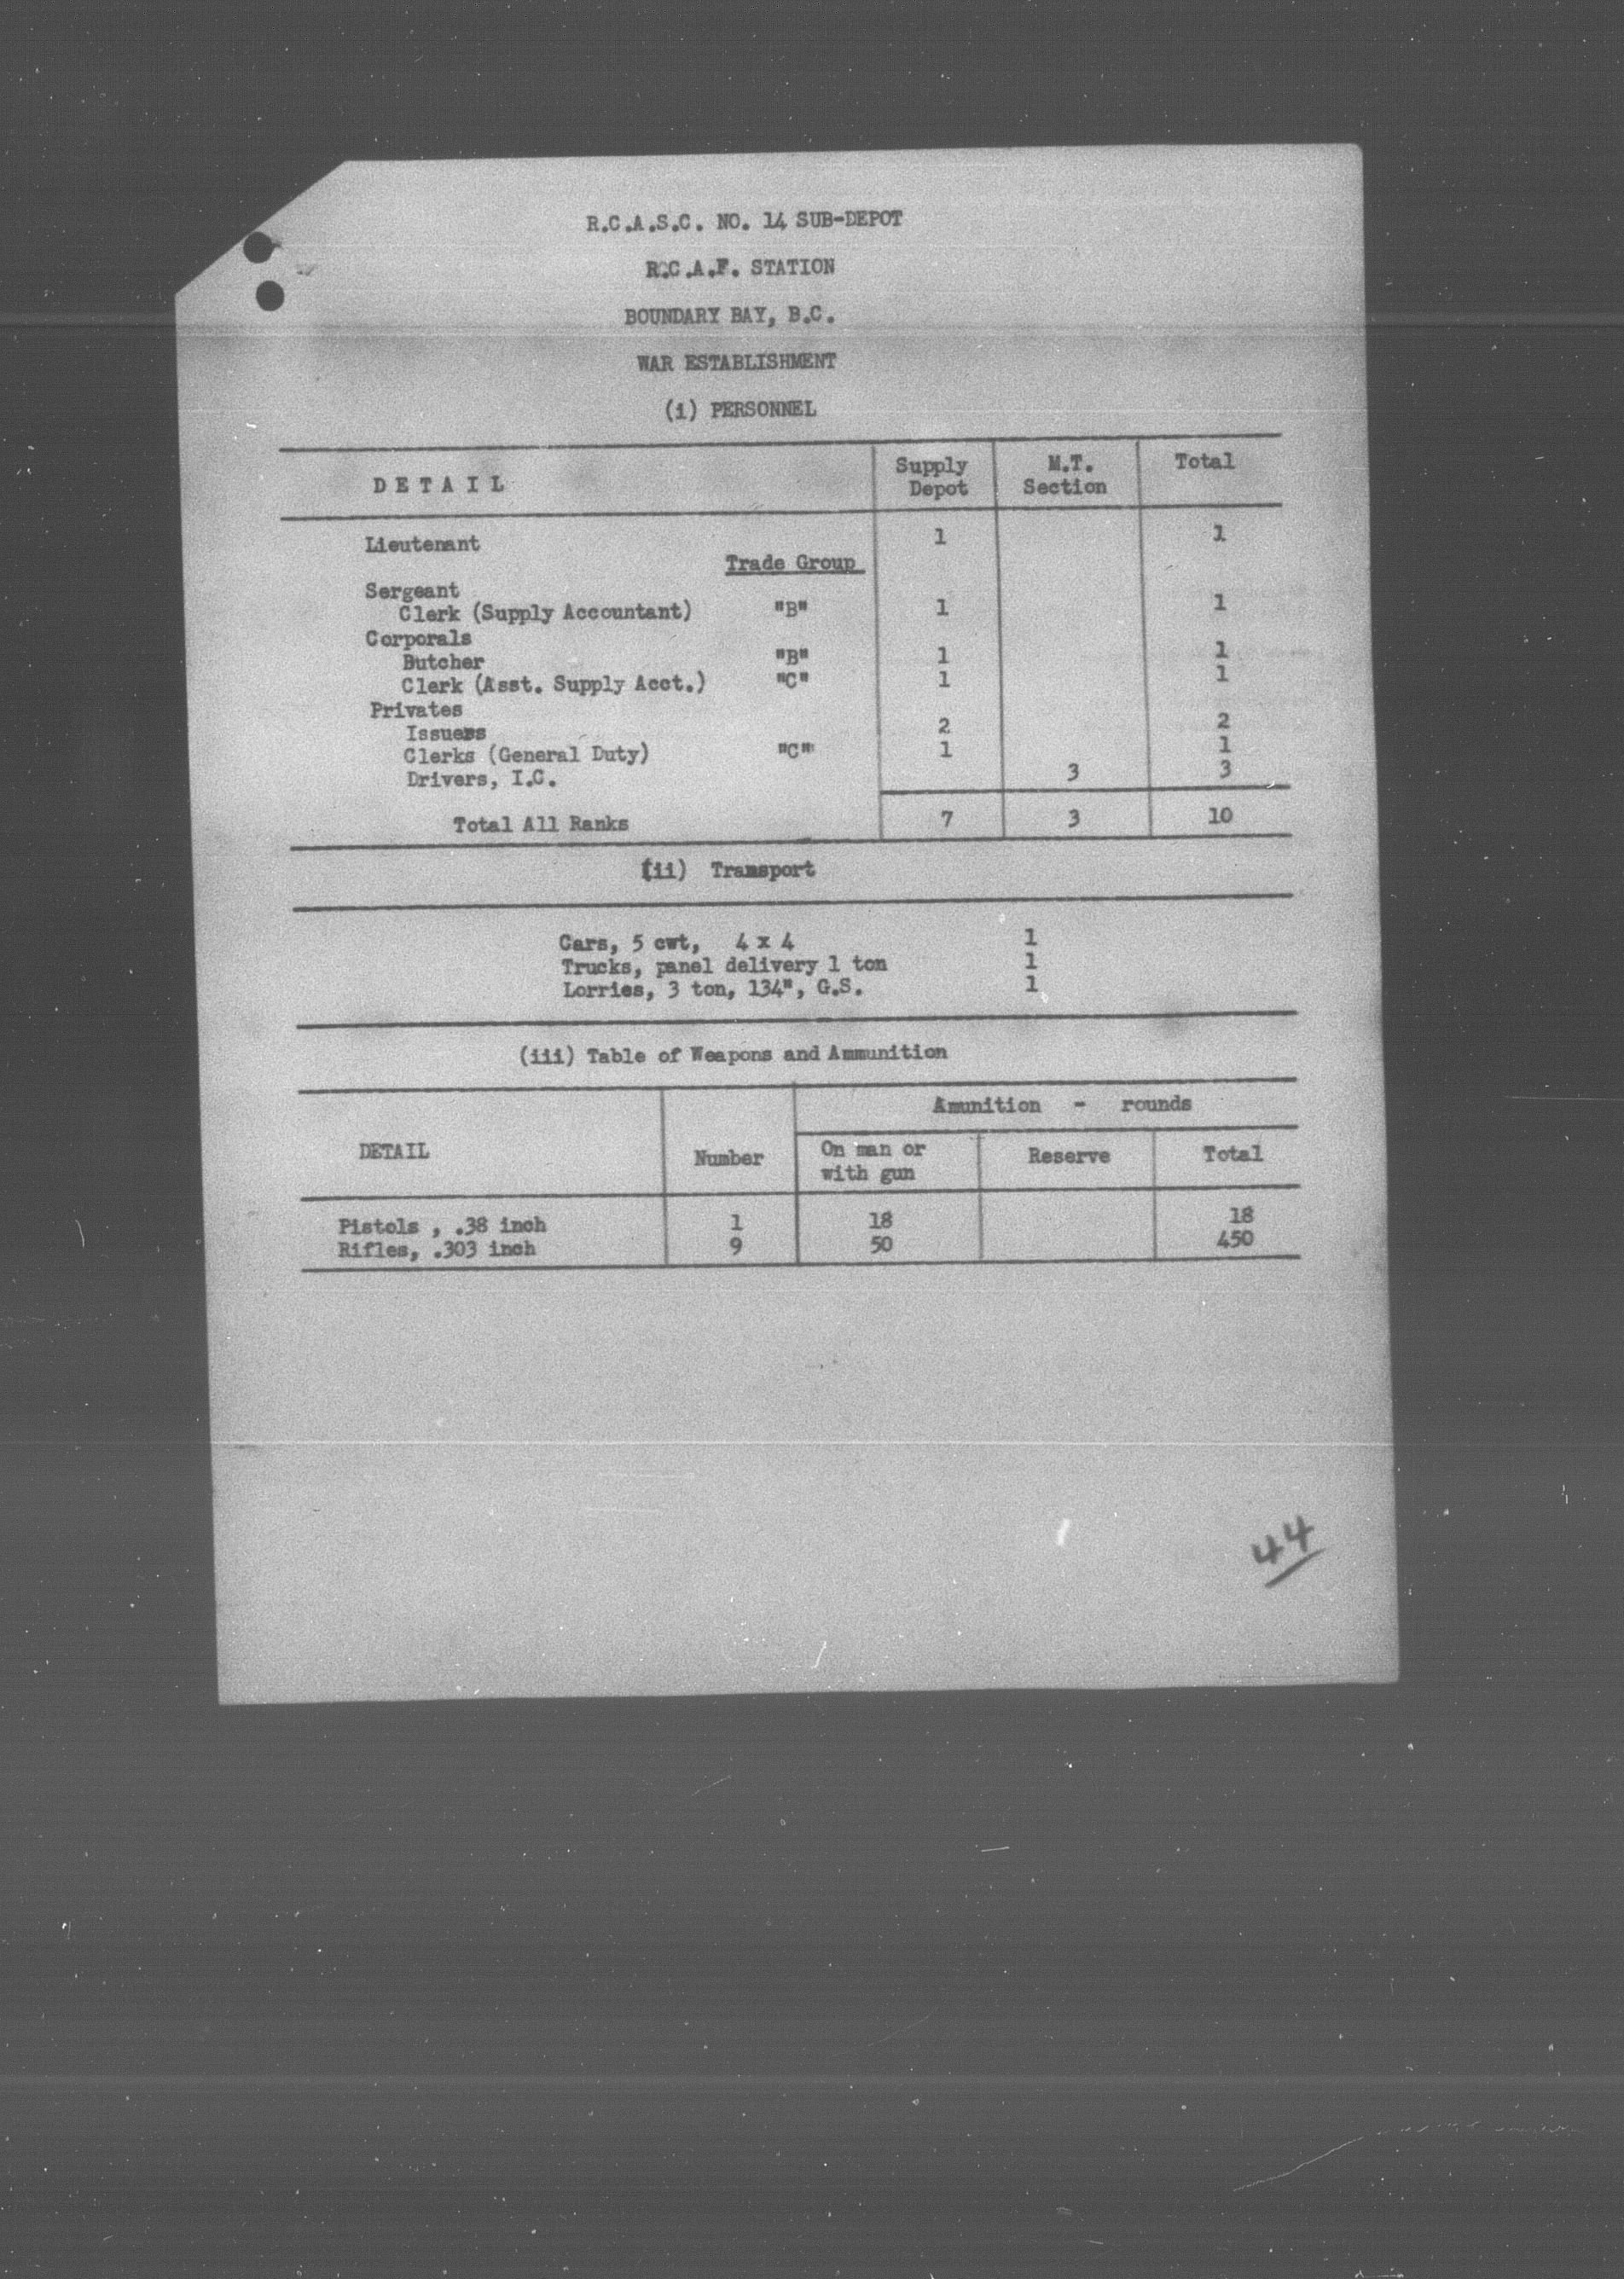 R.C.A.S.C. NO. 14 SUB-DEPOT
R.C.A.F. STATION
BOUNDARY BAY, B.C.
WAR ESTABLISHMENT
(i) PERSONNEL
DETAIL Supply Depot M.T. Section Total
Lieutenant 1 1
Trade Group
Sergeant
Clerk (Supply Accountant) "B" 1 1
Corporals
Butcher "B" 1 1
Clerk (Asst. Supply Acct.) "C" 1 1
Privates
Issuers 2 2
Clerks (General Duty) "C" 1 1
Drivers, I.C. 3 3
Total All Ranks 7 3 10
(ii) Transport
Cars, 5 cwt, 4 x 4 1
Trucks, panel delivery 1 ton 1
Lorries, 3 ton, 134", G.S. 1
(iii) Table of Weapons and Ammunition
Amunition - rounds
DETAIL Number On man or with gun Reserve Total
Pistols , .38 inch 1 18 18
Rifles, .303 inch 9 50 450
44